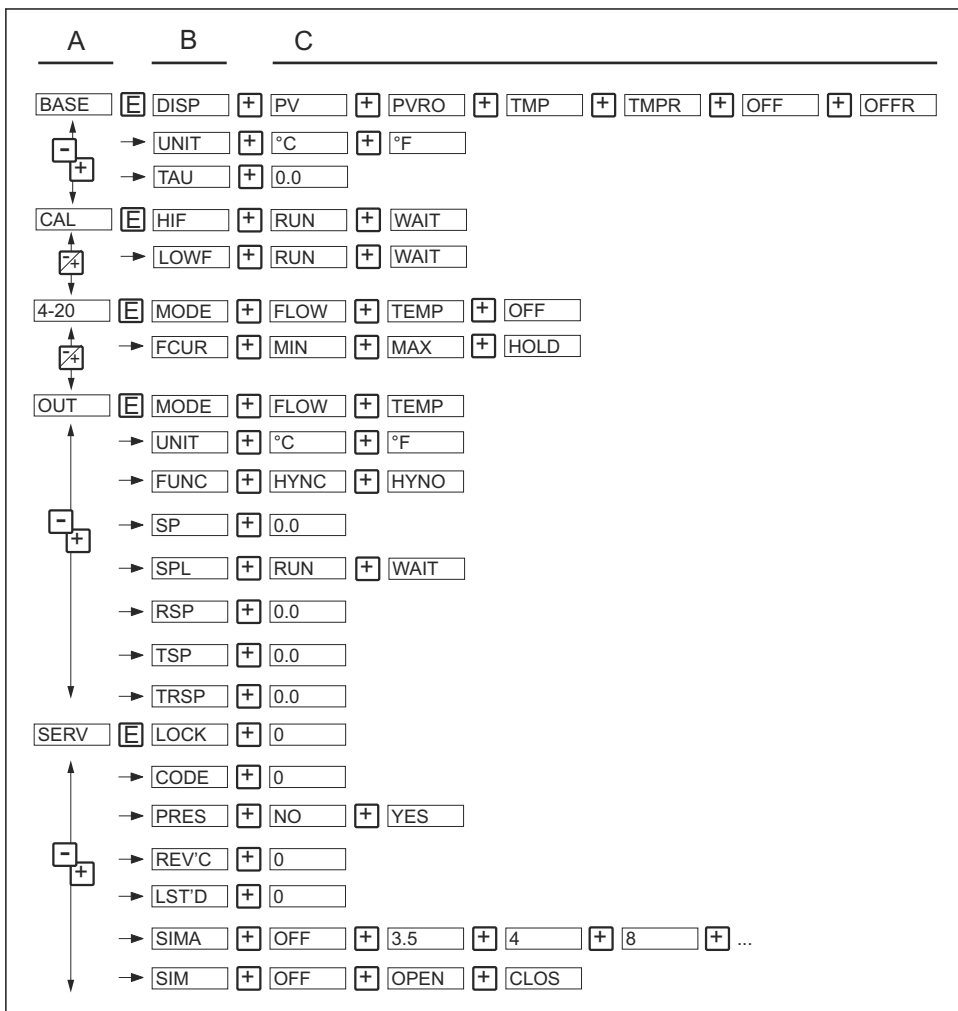 A B C
BASE E DISP + PV + PVRO + TMP + TMPR + OFF + OFFR
- + UNIT + °C + °F
TAU + 0.0
CAL E HIF + RUN + WAIT
-/+ LOWF + RUN + WAIT
4-20 E MODE + FLOW + TEMP + OFF
-/+ FCUR + MIN + MAX + HOLD
OUT E MODE + FLOW + TEMP
UNIT + °C + °F
FUNC + HYNC + HYNO
- + SP + 0.0
SPL + RUN + WAIT
RSP + 0.0
TSP + 0.0
TRSP + 0.0
SERV E LOCK + 0
CODE + 0
PRES + NO + YES
- + REV’C + 0
LST’D + 0
SIMA + OFF + 3.5 + 4 + 8 + ...
SIM + OFF + OPEN + CLOS